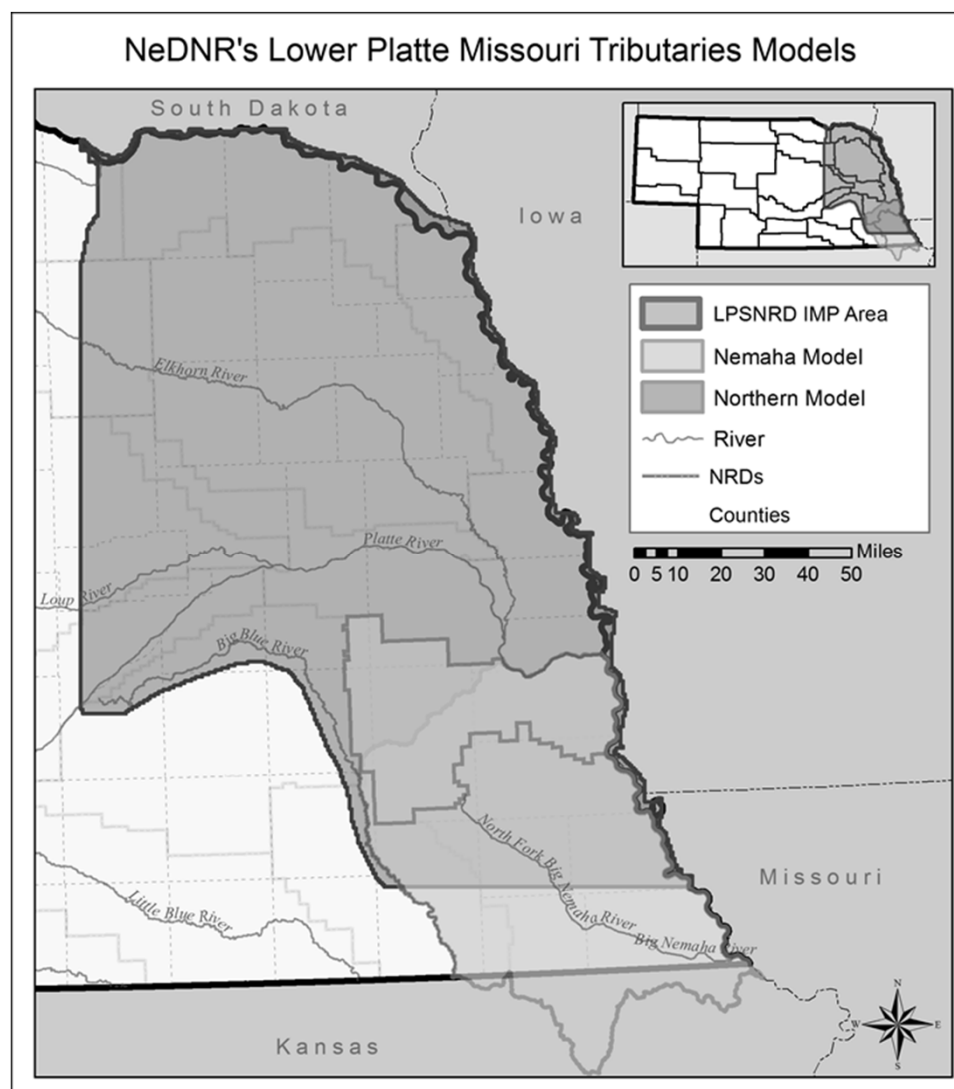 NeDNR's Lower Platte Missouri Tributaries Models
South Dakota
Iowa
LPSNRD IMP Area
Nemaha Model
Northern Model
River
NRDs
Counties
Miles
0 5 10 20 30 40 50
Elkhorn River
Platte River
Loup River
Big Blue River
North Fork Big Nemaha River
Big Nemaha River
Little Blue River
Missouri
Kansas
N
W E
S